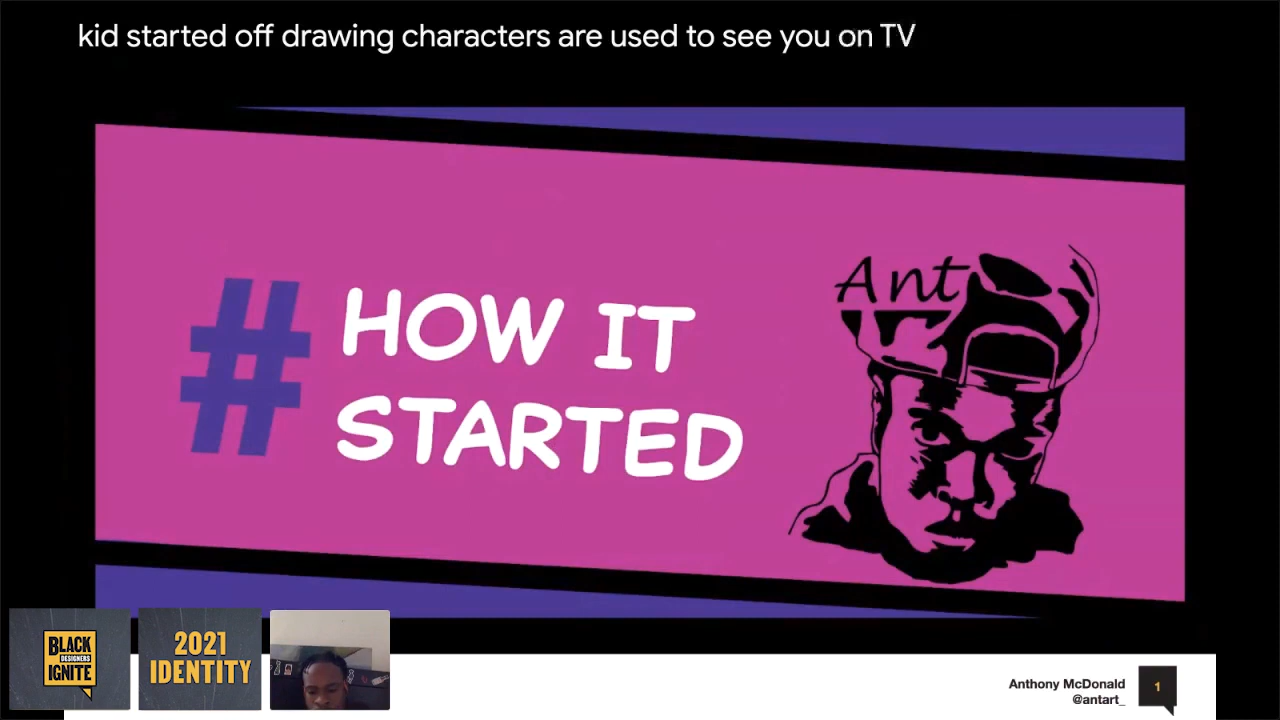 kid started off drawing characters are used to see you on TV
Ant
# HOW IT
STARTED
BLACK
DESIGNERS
IGNITE
2021
IDENTITY
Anthony McDonald
@antart_
1